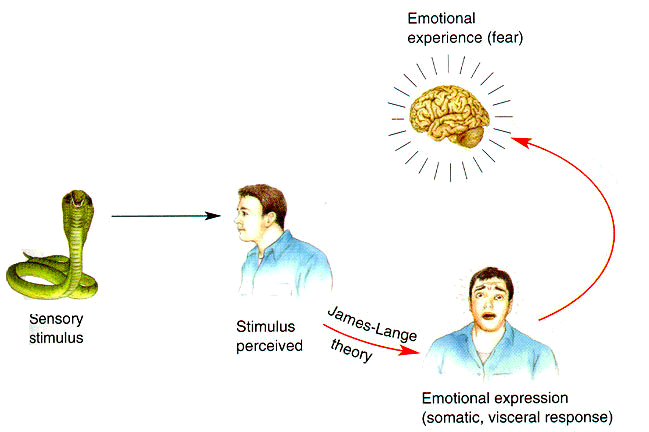 Emotional
experience (fear)
Sensory
stimulus
Stimulus
perceived
James-Lange
theory
Emotional expression
(somatic, visceral response)